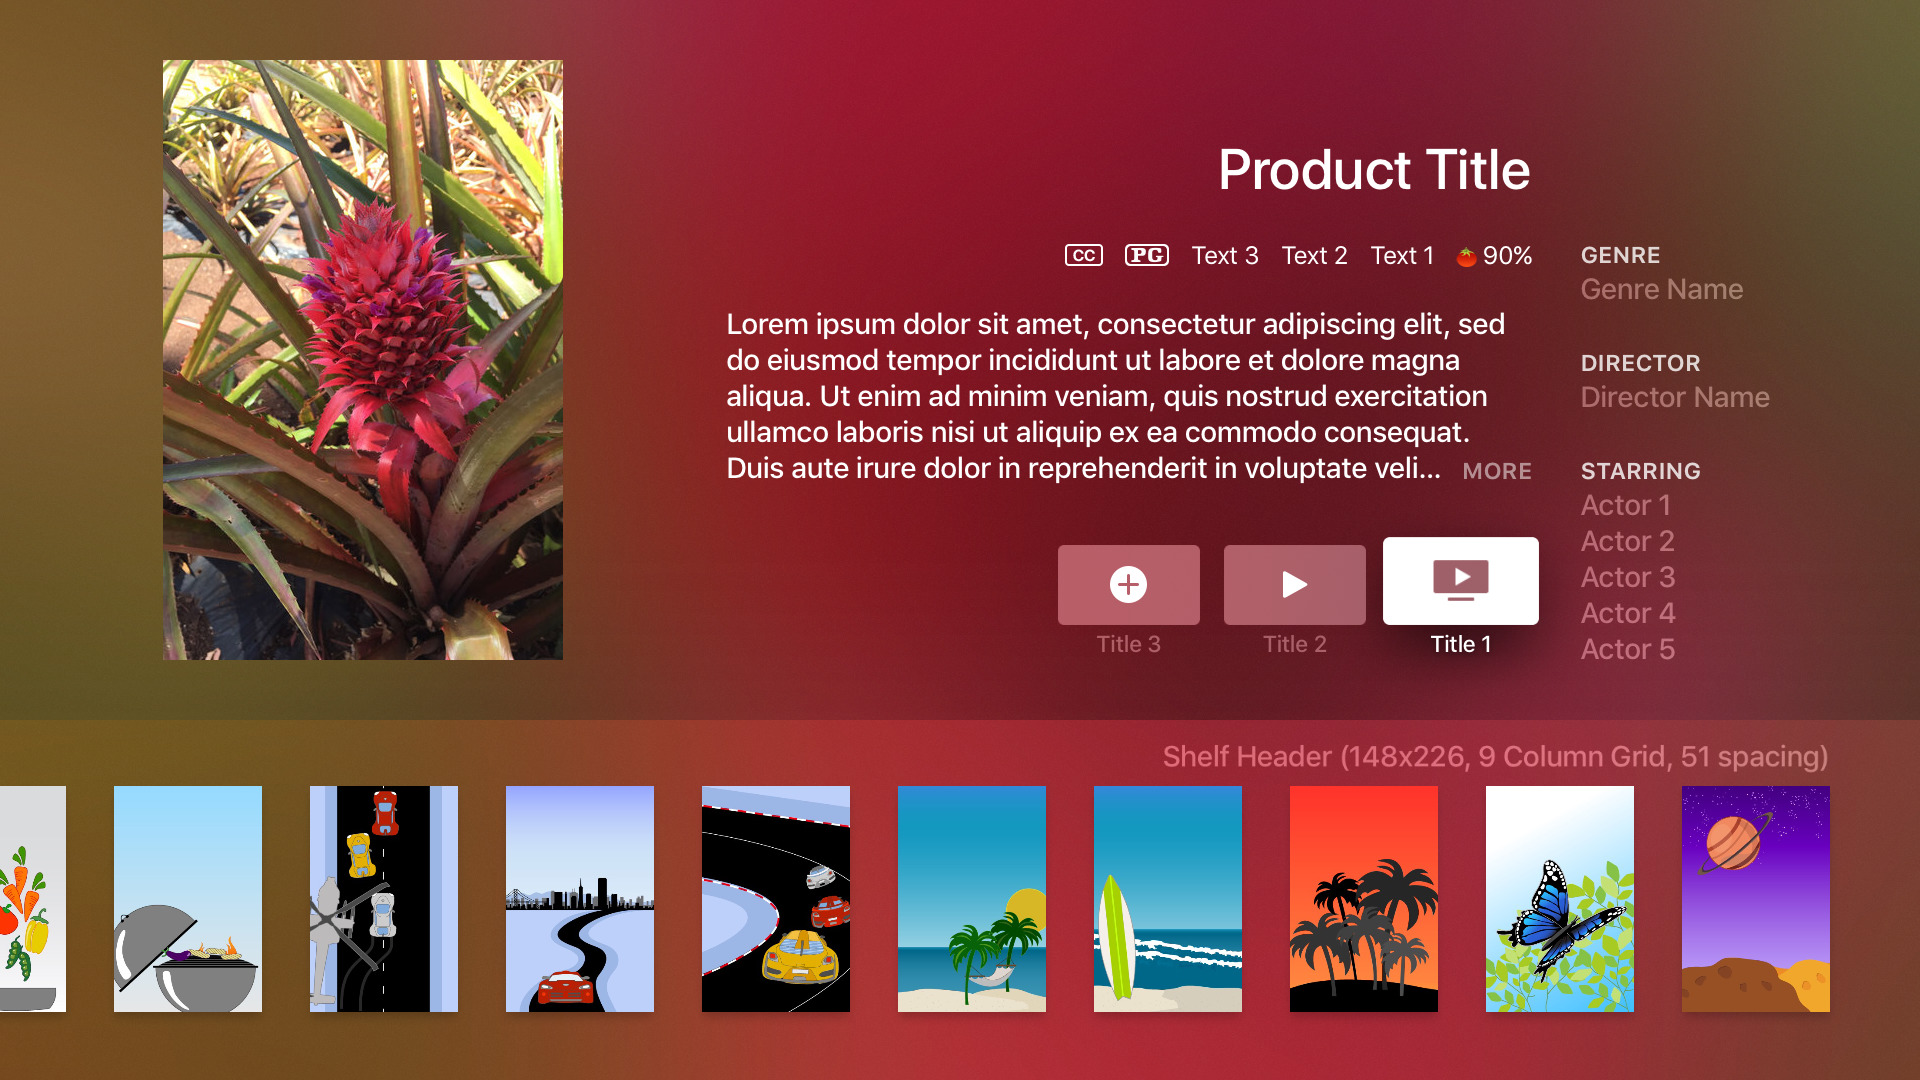 Product Title
CC PG Text 3 Text 2 Text 1 90%
Lorem ipsum dolor sit amet, consectetur adipiscing elit, sed
do eiusmod tempor incididunt ut labore et dolore magna
aliqua. Ut enim ad minim veniam, quis nostrud exercitation
ullamco laboris nisi ut aliquip ex ea commodo consequat.
Duis aute irure dolor in reprehenderit in voluptate veli... MORE
Title 3
Title 2
Title 1
GENRE
Genre Name
DIRECTOR
Director Name
STARRING
Actor 1
Actor 2
Actor 3
Actor 4
Actor 5
Shelf Header (148x226, 9 Column Grid, 51 spacing)